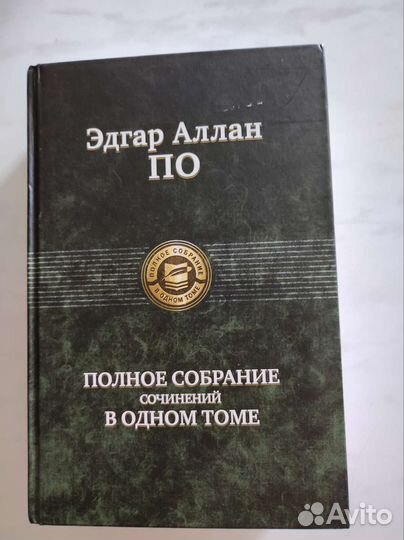 Эдгар Аллан
ПО
ПОЛНОЕ СОБРАНИЕ
В ОДНОМ ТОМЕ
ПОЛНОЕ СОБРАНИЕ
СОЧИНЕНИЙ
В ОДНОМ ТОМЕ
Avito